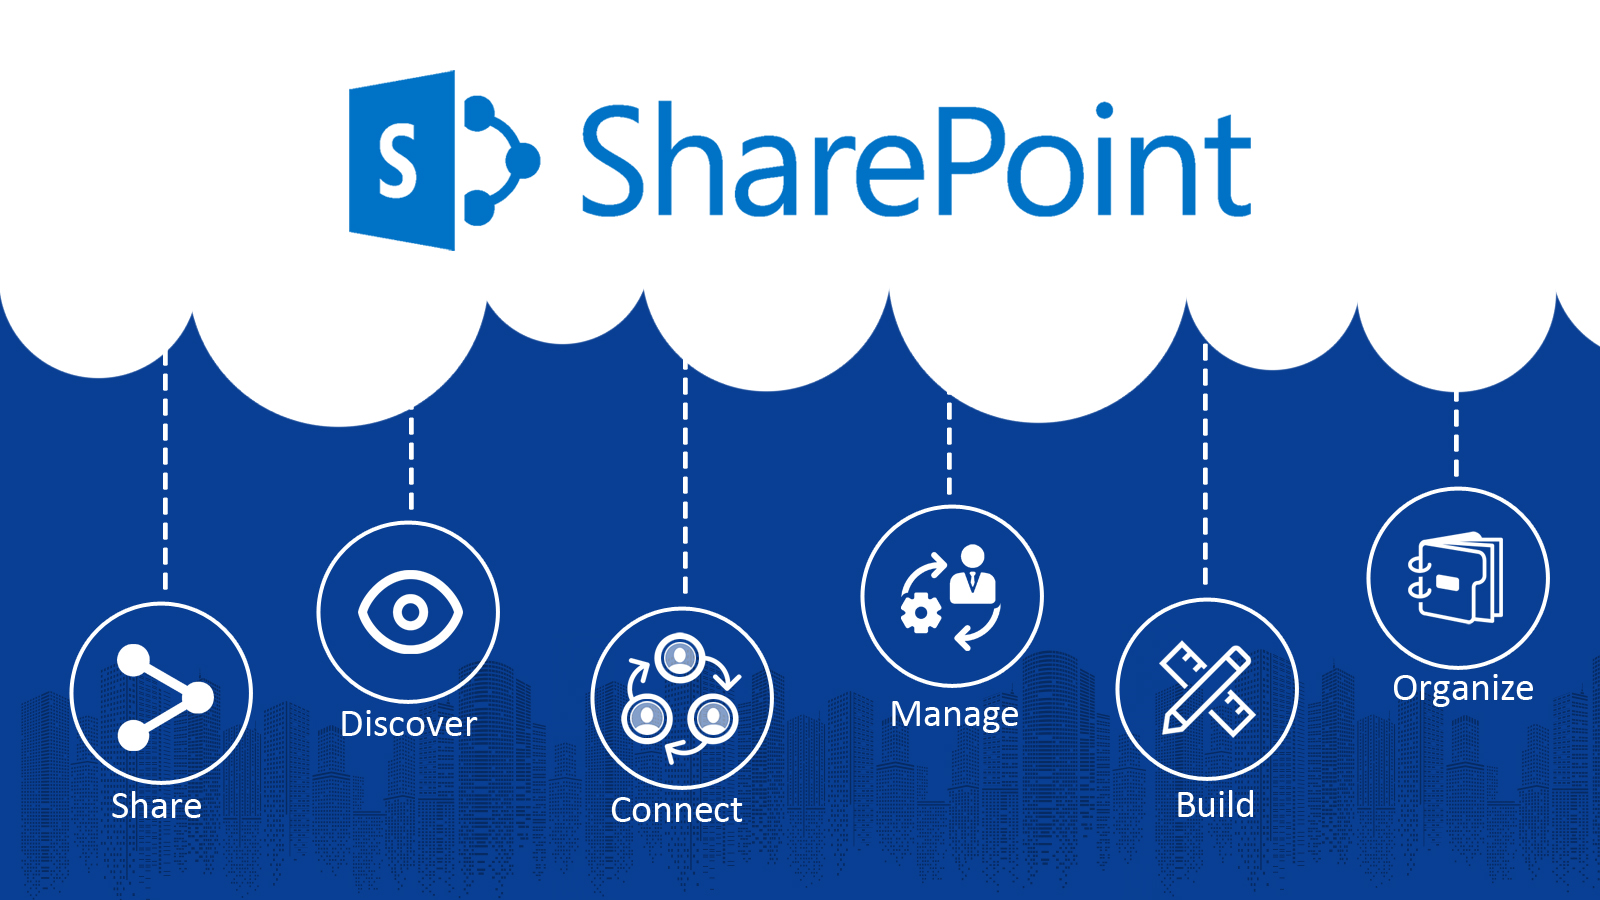 S
SharePoint
Share
Discover
Connect
Manage
Build
Organize